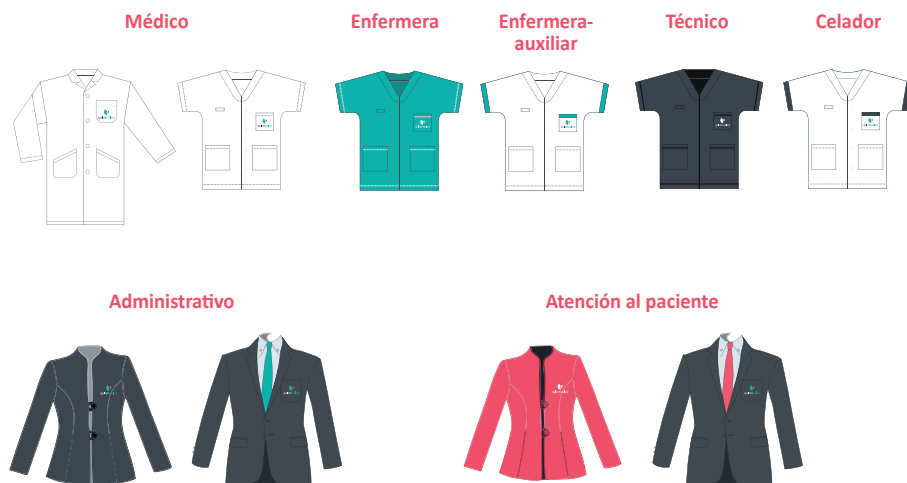 Médico
Enfermera
Enfermera-
auxiliar
Técnico
Celador
Administrativo
Atención al paciente